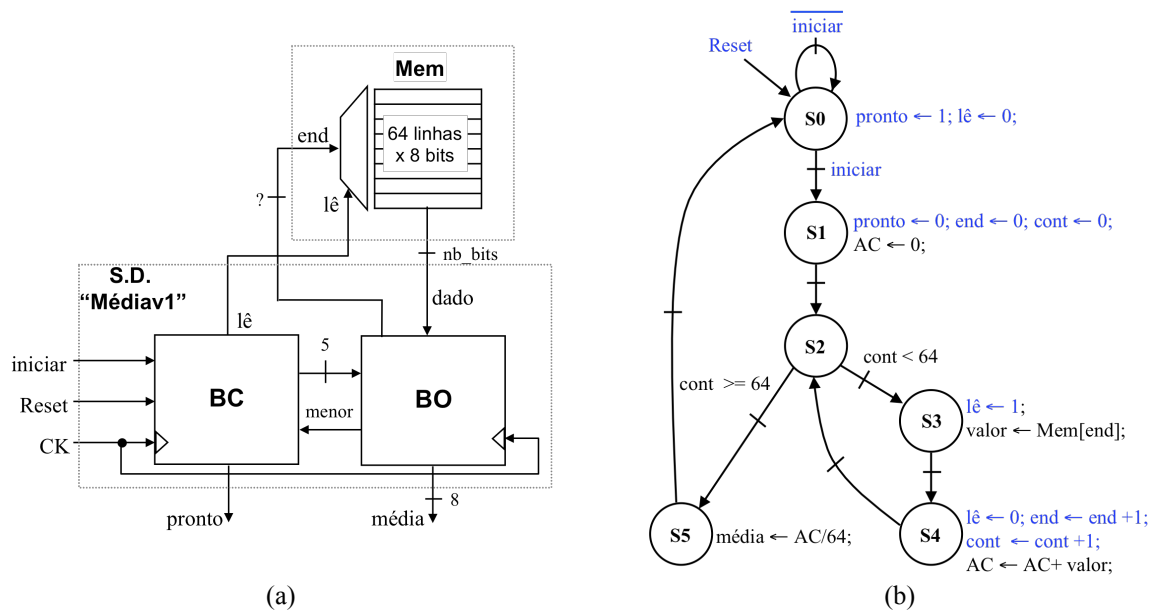 Mem
end
64 linhas
x 8 bits
?
lê
nb_bits
S.D.
“Médiav1”
dado
lê
iniciar
5
BC
BO
Reset
menor
CK
pronto
média
8
(a)
iniciar
Reset
S0
pronto ← 1; lê ← 0;
iniciar
S1
pronto ← 0; end ← 0; cont ← 0;
AC ← 0;
S2
cont < 64
cont >= 64
S3
lê ← 1;
valor ← Mem[end];
S4
lê ← 0; end ← end +1;
cont ← cont +1;
AC ← AC+ valor;
S5
média ← AC/64;
(b)